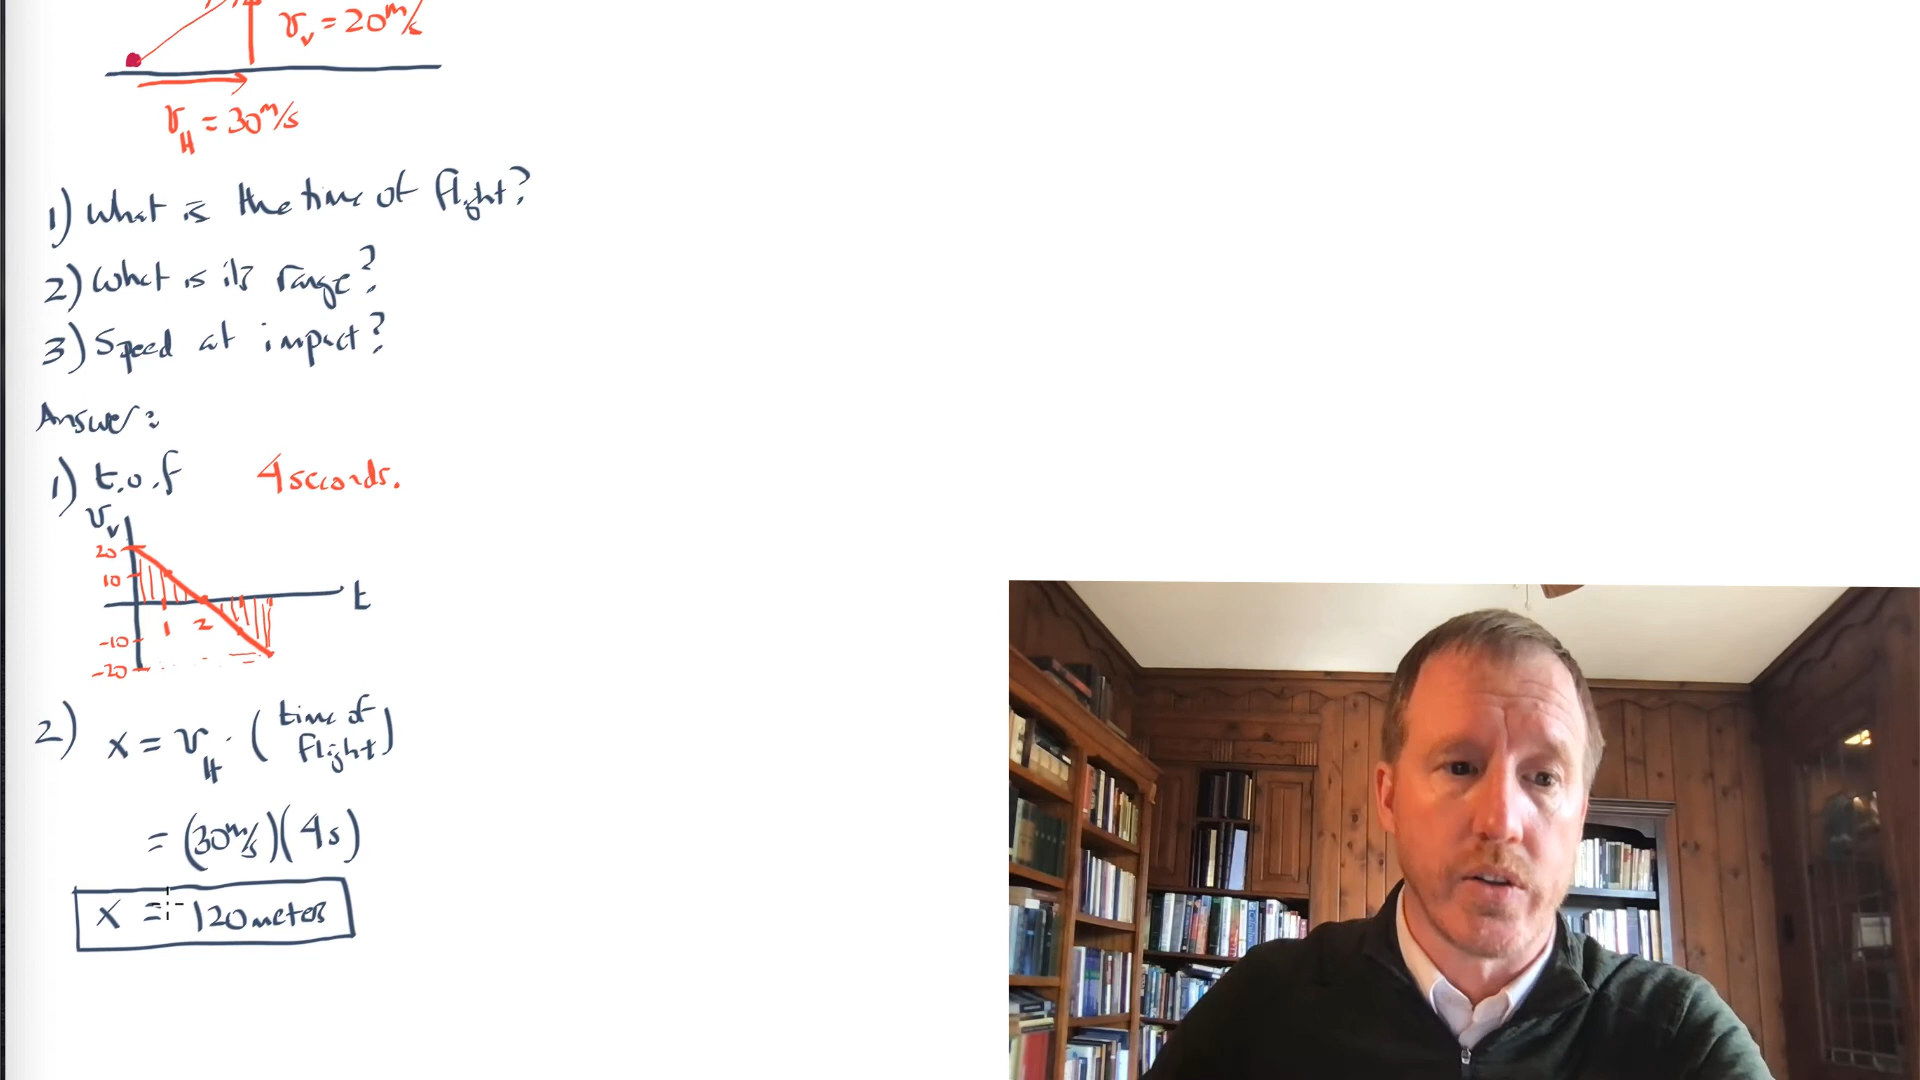 v_v = 20 m/s
v_H = 30 m/s
1) What is the time of flight?
2) What is its range?
3) Speed at impact?
Answer:
1) t.o.f 4 seconds.
v_v
20
10
t
1 2
-10
-20
2) x = v_H · (time of flight)
= (30 m/s)(4s)
x = 120 meters